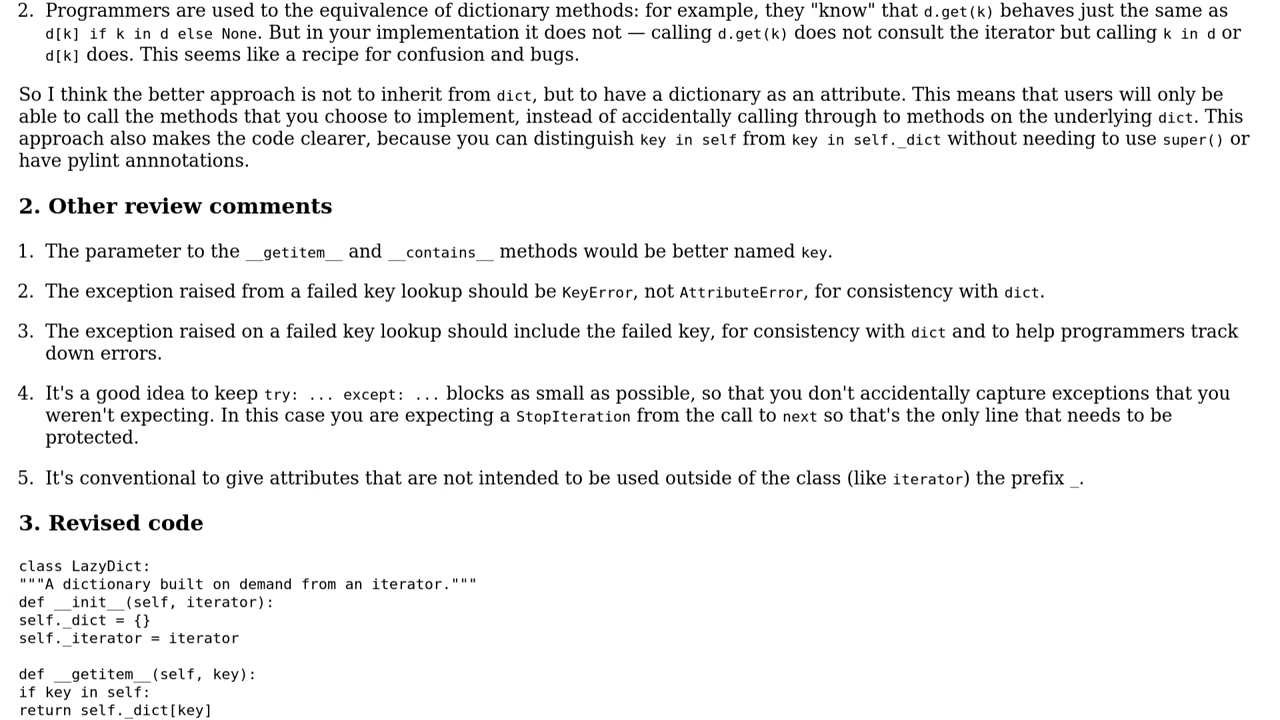 2. Programmers are used to the equivalence of dictionary methods: for example, they "know" that d.get(k) behaves just the same as
d[k] if k in d else None. But in your implementation it does not — calling d.get(k) does not consult the iterator but calling k in d or
d[k] does. This seems like a recipe for confusion and bugs.
So I think the better approach is not to inherit from dict, but to have a dictionary as an attribute. This means that users will only be
able to call the methods that you choose to implement, instead of accidentally calling through to methods on the underlying dict. This
approach also makes the code clearer, because you can distinguish key in self from key in self._dict without needing to use super() or
have pylint annnotations.
2. Other review comments
1. The parameter to the __getitem__ and __contains__ methods would be better named key.
2. The exception raised from a failed key lookup should be KeyError, not AttributeError, for consistency with dict.
3. The exception raised on a failed key lookup should include the failed key, for consistency with dict and to help programmers track
down errors.
4. It's a good idea to keep try: ... except: ... blocks as small as possible, so that you don't accidentally capture exceptions that you
weren't expecting. In this case you are expecting a StopIteration from the call to next so that's the only line that needs to be
protected.
5. It's conventional to give attributes that are not intended to be used outside of the class (like iterator) the prefix _.
3. Revised code
class LazyDict:
"""A dictionary built on demand from an iterator."""
def __init__(self, iterator):
self._dict = {}
self._iterator = iterator
def __getitem__(self, key):
if key in self:
return self._dict[key]